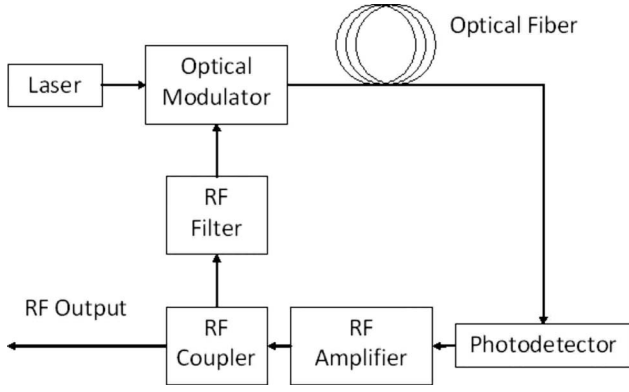 Optical Fiber
Laser
Optical
Modulator
RF
Filter
RF Output
RF
Coupler
RF
Amplifier
Photodetector